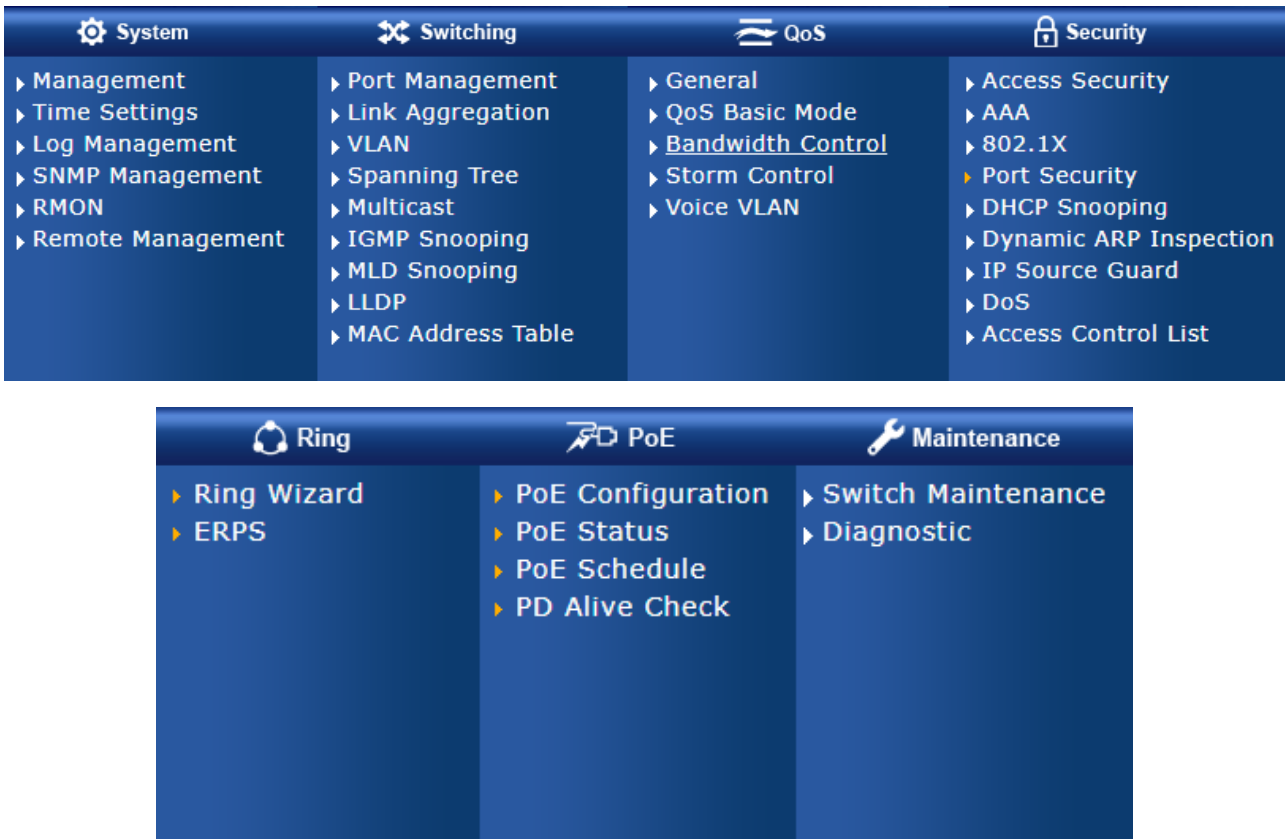 System
Management
Time Settings
Log Management
SNMP Management
RMON
Remote Management
Switching
Port Management
Link Aggregation
VLAN
Spanning Tree
Multicast
IGMP Snooping
MLD Snooping
LLDP
MAC Address Table
QoS
General
QoS Basic Mode
Bandwidth Control
Storm Control
Voice VLAN
Security
Access Security
AAA
802.1X
Port Security
DHCP Snooping
Dynamic ARP Inspection
IP Source Guard
DoS
Access Control List
Ring
Ring Wizard
ERPS
PoE
PoE Configuration
PoE Status
PoE Schedule
PD Alive Check
Maintenance
Switch Maintenance
Diagnostic